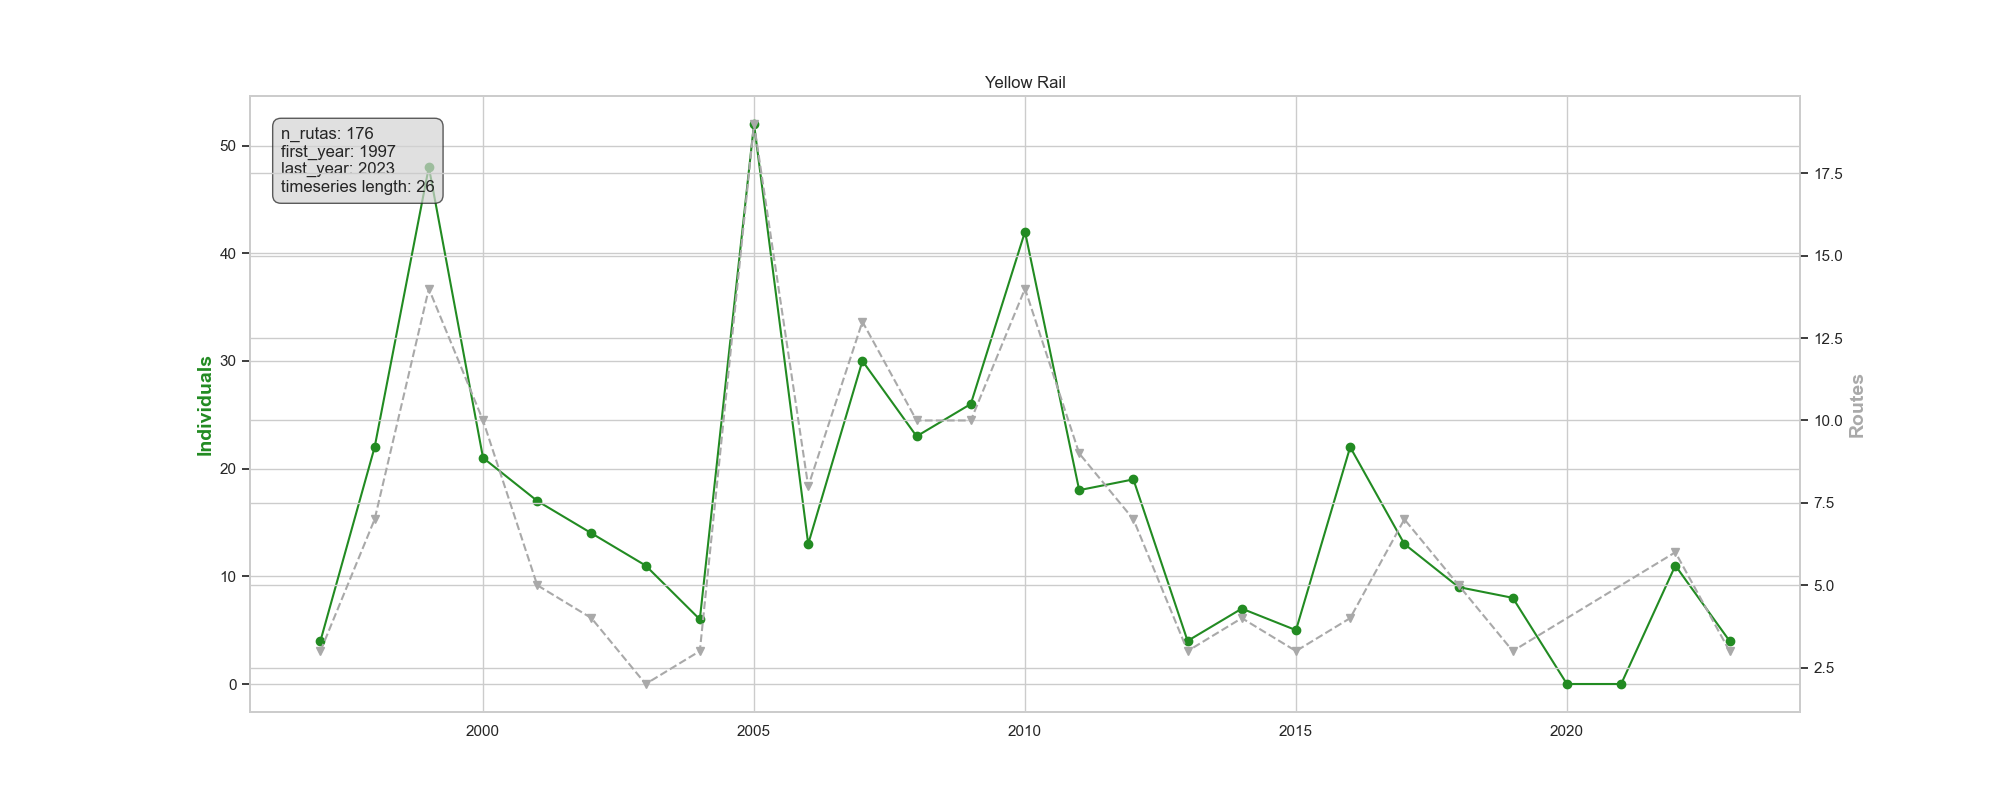 Yellow Rail
n_rutas: 176
first_year: 1997
last_year: 2023
timeseries length: 26
50
40
30
20
10
0
Individuals
17.5
15.0
12.5
10.0
7.5
5.0
2.5
Routes
2000
2005
2010
2015
2020